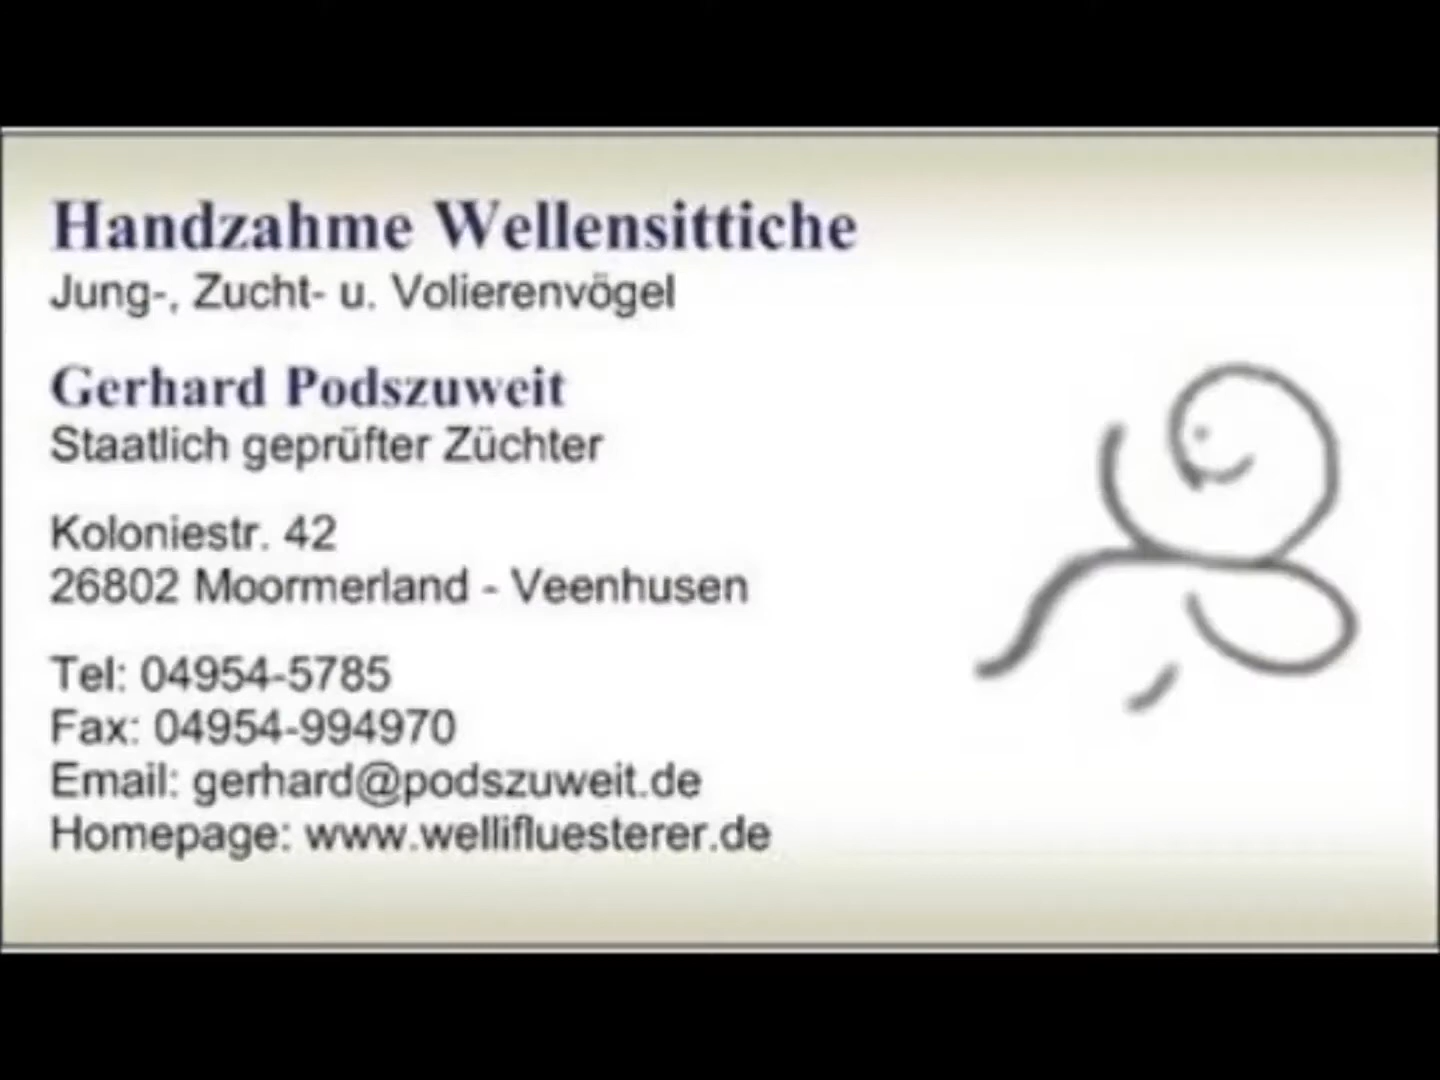 Handzahme Wellensittiche
Jung-, Zucht- u. Volierenvögel
Gerhard Podszuweit
Staatlich geprüfter Züchter
Koloniestr. 42
26802 Moormerland - Veenhusen
Tel: 04954-5785
Fax: 04954-994970
Email: gerhard@podszuweit.de
Homepage: www.wellifluesterer.de